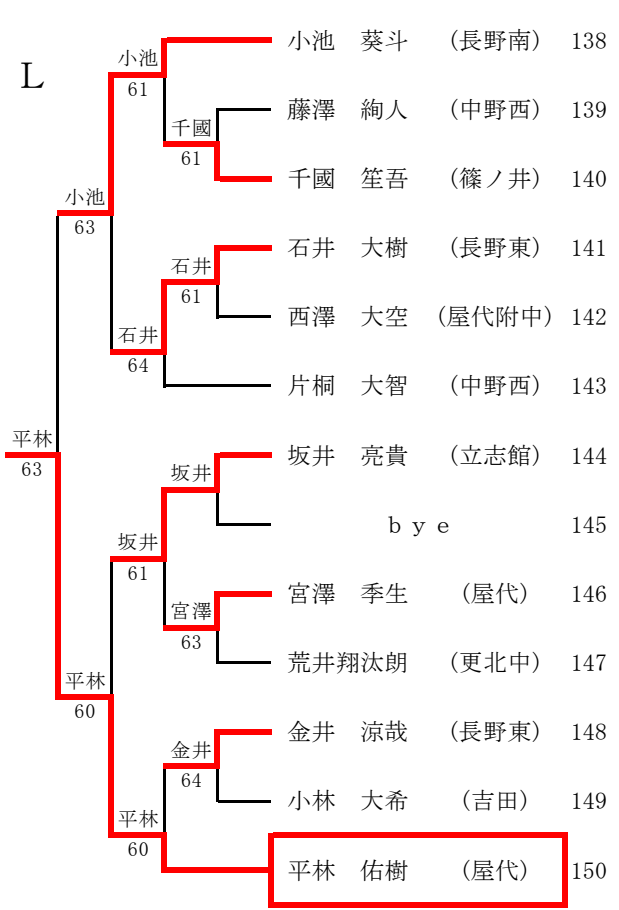 L
小池　葵斗　（長野南）　138
小池
61
藤澤　絢人　（中野西）　139
千國
61
千國　笙吾　（篠ノ井）　140
小池
63
石井　大樹　（長野東）　141
石井
61
西澤　大空　（屋代附中）　142
石井
64
片桐　大智　（中野西）　143
平林
63
坂井　亮貴　（立志館）　144
坂井
ｂｙｅ　145
坂井
61
宮澤　季生　（屋代）　146
宮澤
63
荒井翔汰朗　（更北中）　147
平林
60
金井　涼哉　（長野東）　148
金井
64
小林　大希　（吉田）　149
平林
60
平林　佑樹　（屋代）　150